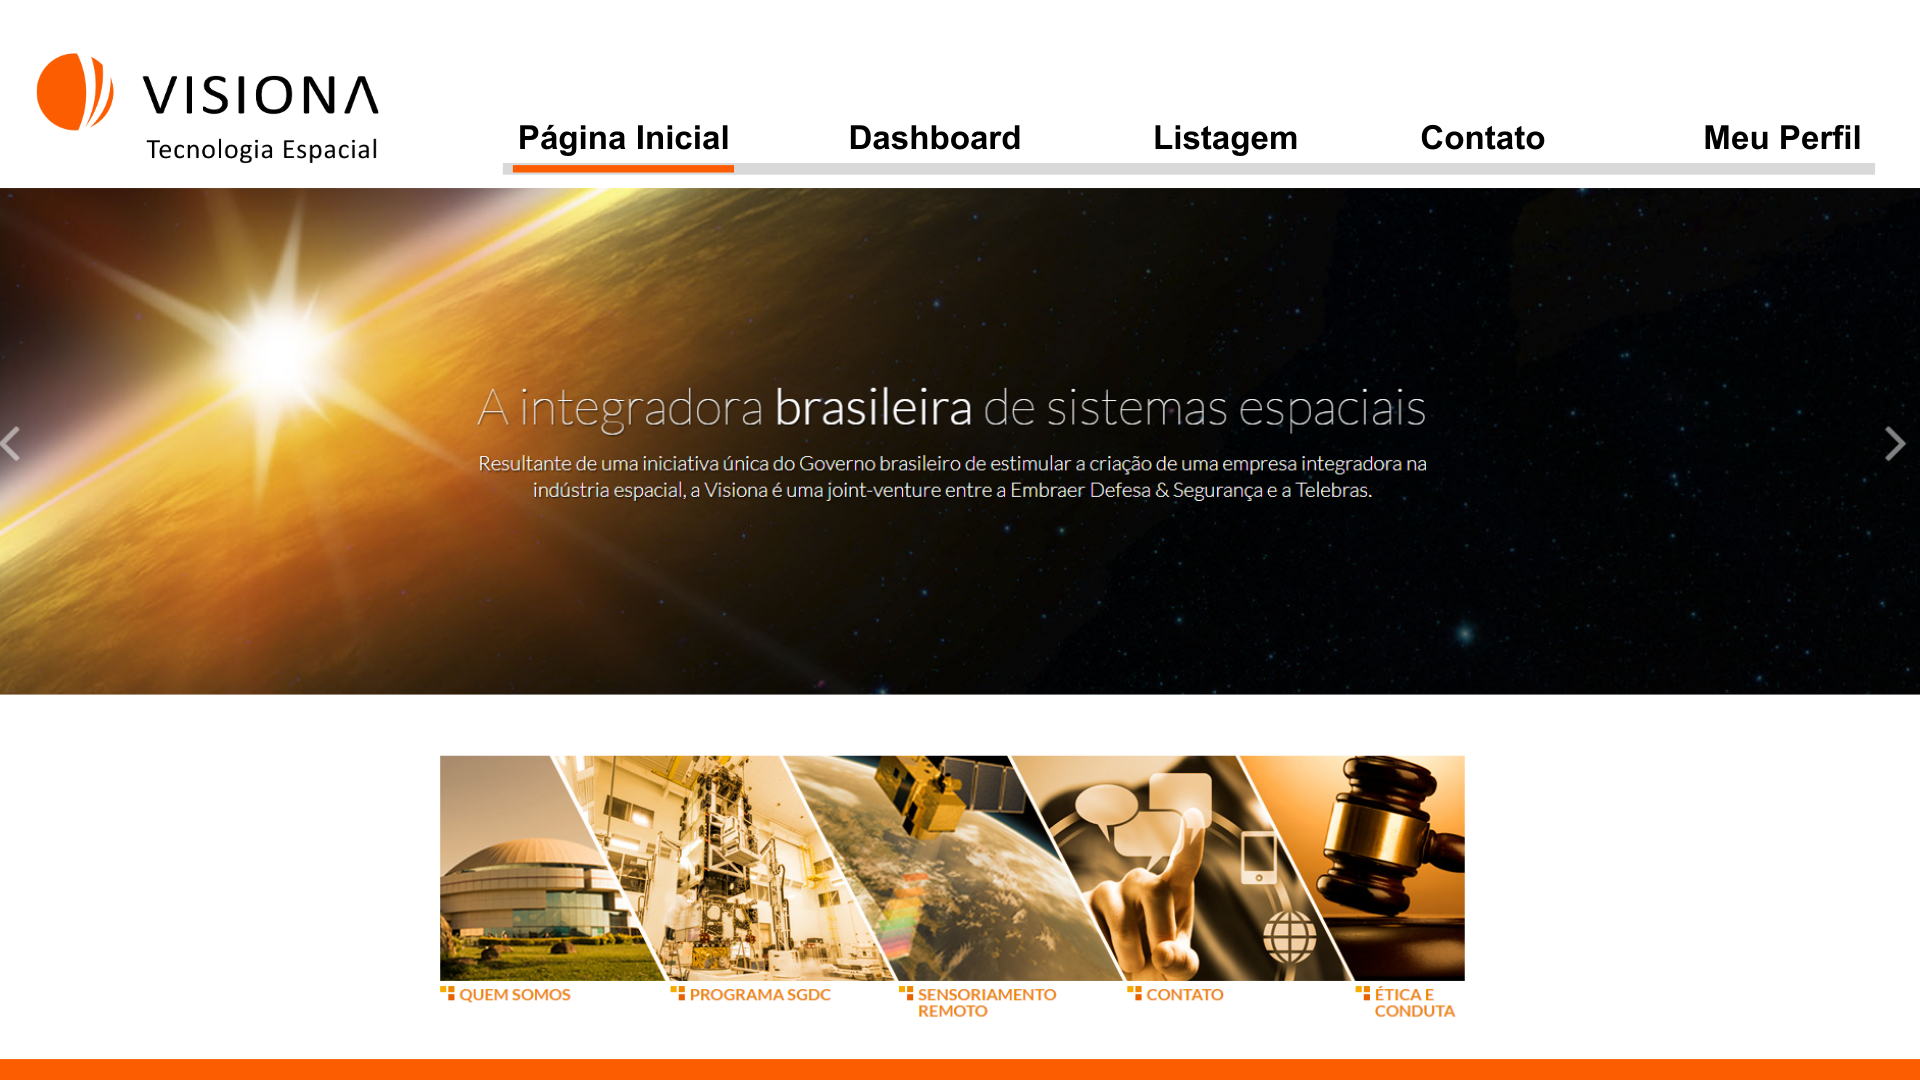 VISIONA
Tecnologia Espacial
Página Inicial
Dashboard
Listagem
Contato
Meu Perfil
A integradora brasileira de sistemas espaciais
Resultante de uma iniciativa única do Governo brasileiro de estimular a criação de uma empresa integradora na
indústria espacial, a Visiona é uma joint-venture entre a Embraer Defesa & Segurança e a Telebras.
QUEM SOMOS
PROGRAMA SGDC
SENSORIAMENTO
REMOTO
CONTATO
ÉTICA E
CONDUTA